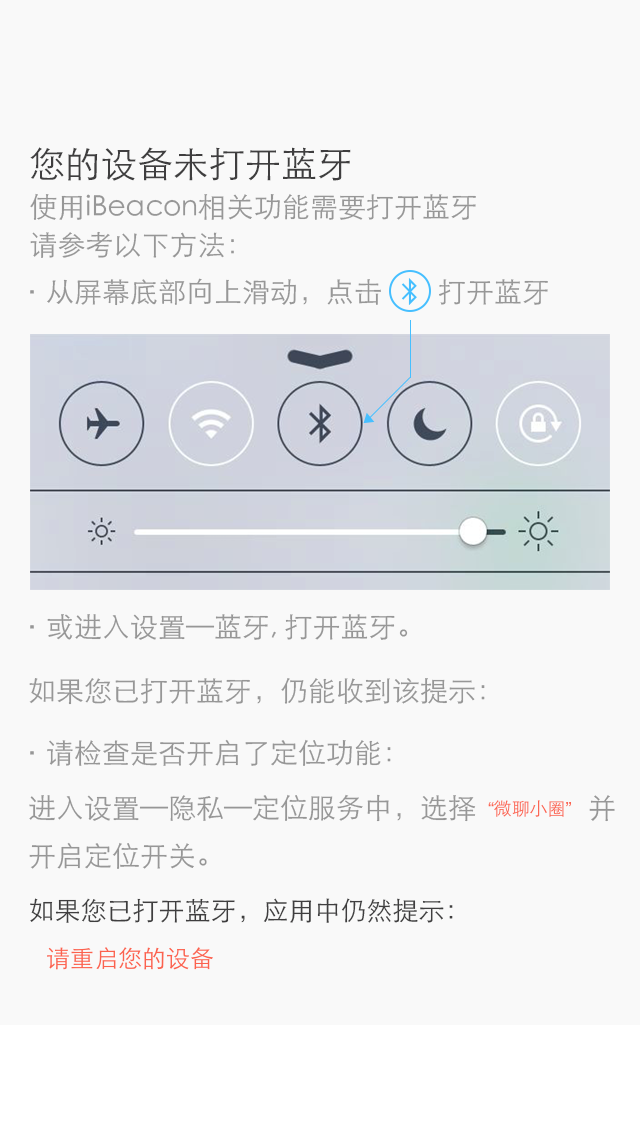 您的设备未打开蓝牙
使用iBeacon相关功能需要打开蓝牙
请参考以下方法：
· 从屏幕底部向上滑动，点击 打开蓝牙
· 或进入设置—蓝牙, 打开蓝牙。
如果您已打开蓝牙，仍能收到该提示：
· 请检查是否开启了定位功能：
进入设置—隐私—定位服务中，选择 “微聊小圈” 并
开启定位开关。
如果您已打开蓝牙，应用中仍然提示：
请重启您的设备